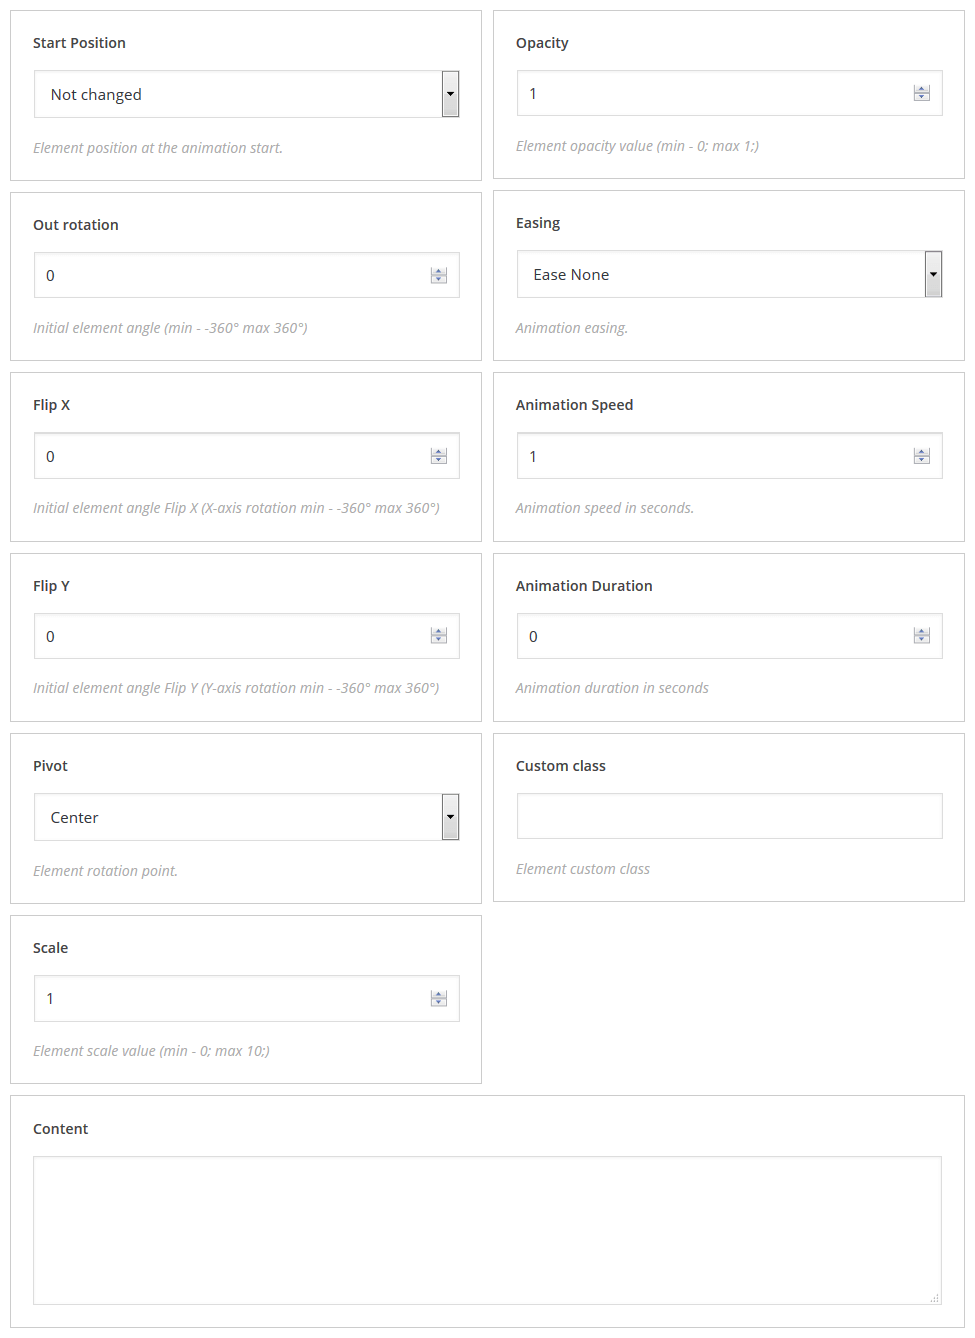 Start Position
Not changed
Element position at the animation start.
Opacity
1
Element opacity value (min - 0; max 1;)
Out rotation
0
Initial element angle (min - -360° max 360°)
Easing
Ease None
Animation easing.
Flip X
0
Initial element angle Flip X (X-axis rotation min - -360° max 360°)
Animation Speed
1
Animation speed in seconds.
Flip Y
0
Initial element angle Flip Y (Y-axis rotation min - -360° max 360°)
Animation Duration
0
Animation duration in seconds
Pivot
Center
Element rotation point.
Custom class
Element custom class
Scale
1
Element scale value (min - 0; max 10;)
Content